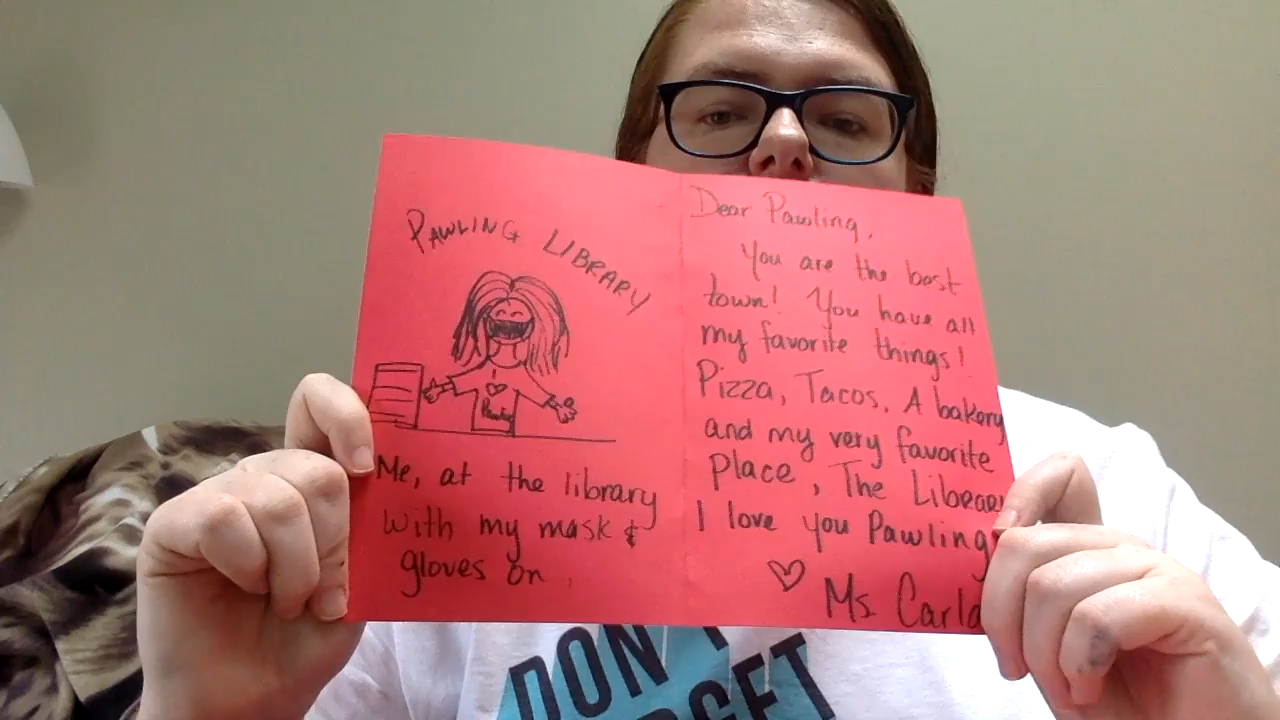 PAWLING LIBRARY
Pawling
Me, at the library
with my mask &
gloves on.
Dear Pawling,
You are the best
town! You have all
my favorite things!
Pizza, Tacos. A bakery
and my very favorite
Place, The Library
I love you Pawling
♡ Ms. Carla
DON'T